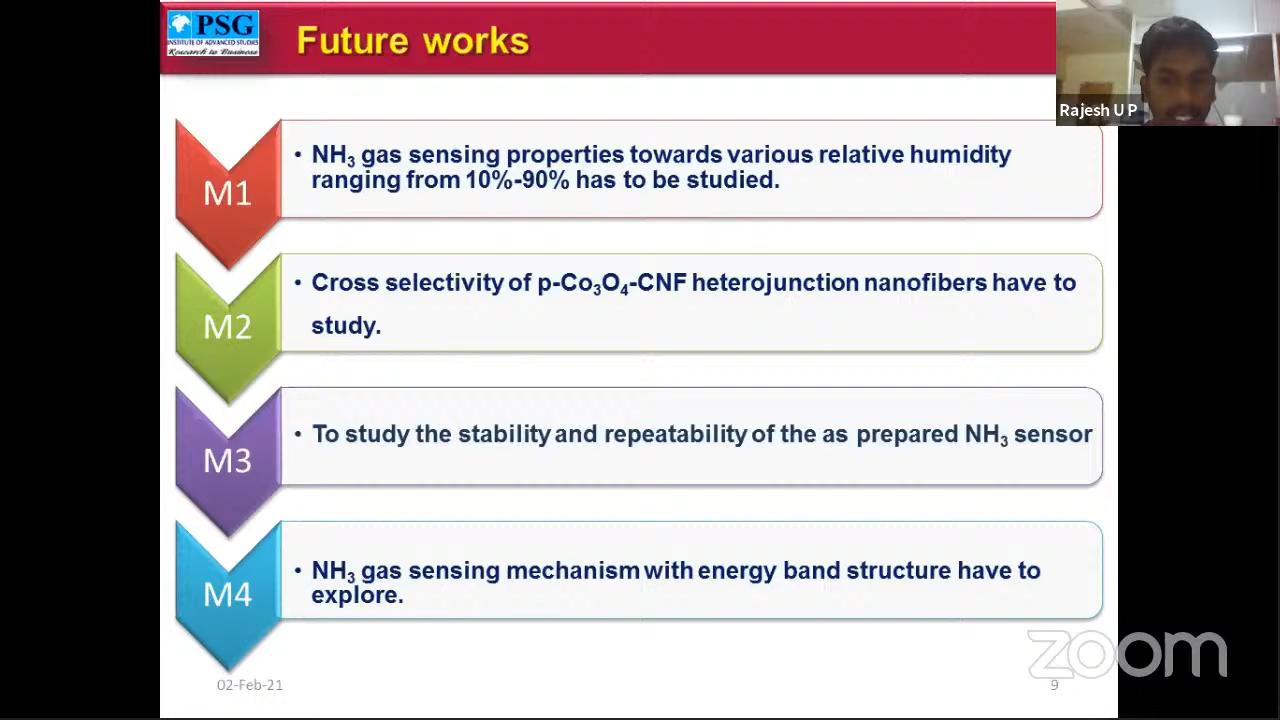 PSG
INSTITUTE OF ADVANCED STUDIES
Research to Business
Future works
Rajesh U P
M1
• NH₃ gas sensing properties towards various relative humidity
ranging from 10%-90% has to be studied.
M2
• Cross selectivity of p-Co₃O₄-CNF heterojunction nanofibers have to
study.
M3
• To study the stability and repeatability of the as prepared NH₃ sensor
M4
• NH₃ gas sensing mechanism with energy band structure have to
explore.
zoom
02-Feb-21
9